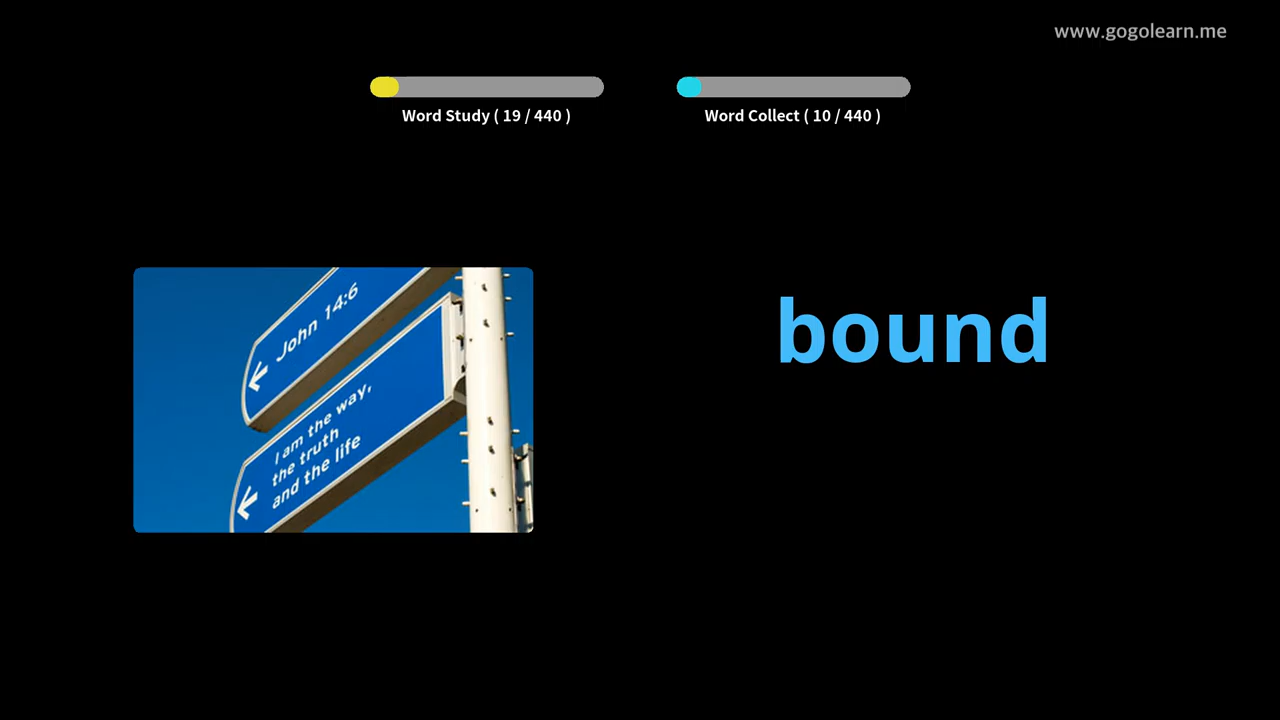 www.gogolearn.me
Word Study ( 19 / 440 )
Word Collect ( 10 / 440 )
John 14:6
I am the way,
the truth
and the life
bound